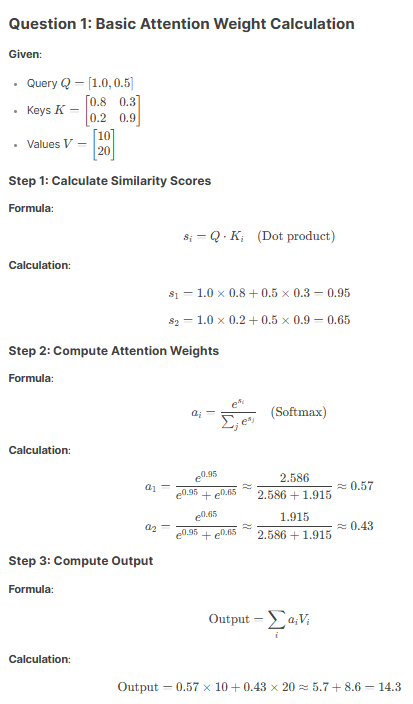 Question 1: Basic Attention Weight Calculation
Given:
• Query Q = [1.0, 0.5]
• Keys K = [0.8 0.3
0.2 0.9]
• Values V = [10
20]
Step 1: Calculate Similarity Scores
Formula:
s_i = Q · K_i (Dot product)
Calculation:
s_1 = 1.0 × 0.8 + 0.5 × 0.3 = 0.95
s_2 = 1.0 × 0.2 + 0.5 × 0.9 = 0.65
Step 2: Compute Attention Weights
Formula:
a_i = e^{s_i} / ∑_j e^{s_j} (Softmax)
Calculation:
a_1 = e^{0.95} / (e^{0.95} + e^{0.65}) ≈ 2.586 / (2.586 + 1.915) ≈ 0.57
a_2 = e^{0.65} / (e^{0.95} + e^{0.65}) ≈ 1.915 / (2.586 + 1.915) ≈ 0.43
Step 3: Compute Output
Formula:
Output = ∑_i a_i V_i
Calculation:
Output = 0.57 × 10 + 0.43 × 20 ≈ 5.7 + 8.6 = 14.3